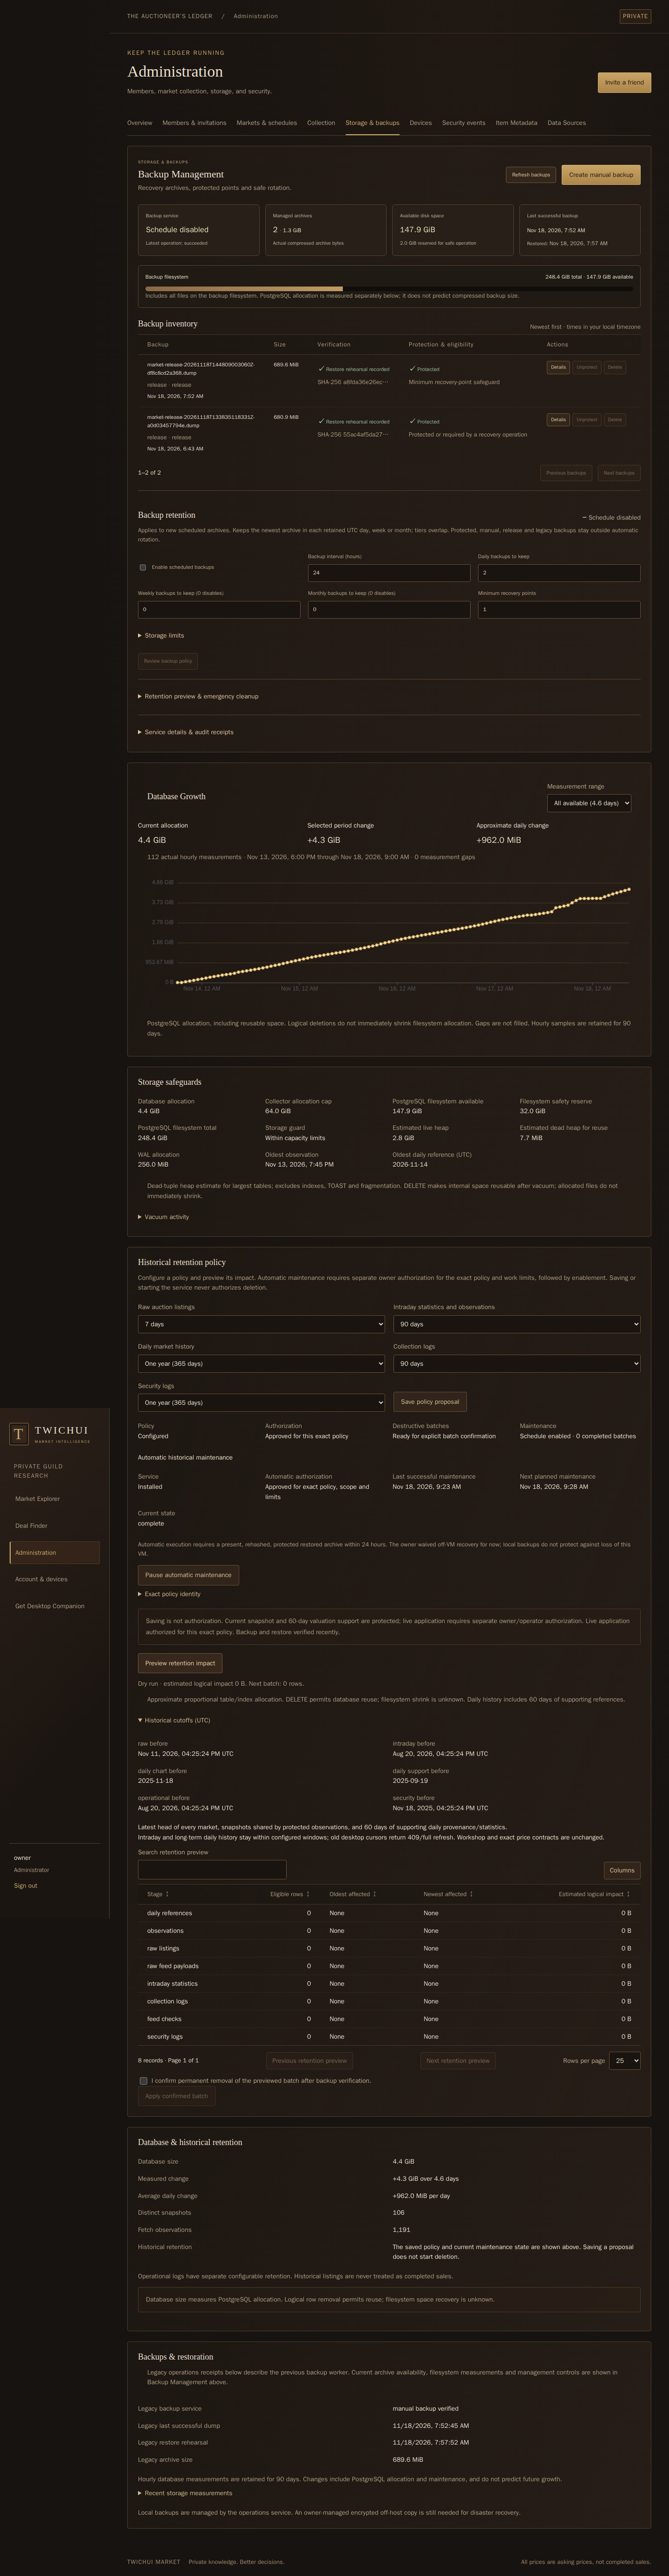 THE AUCTIONEER'S LEDGER / Administration
PRIVATE
KEEP THE LEDGER RUNNING
Administration
Members, market collection, storage, and security.
Invite a friend
Overview Members & invitations Markets & schedules Collection Storage & backups Devices Security events Item Metadata Data Sources
STORAGE & BACKUPS
Backup Management
Recovery archives, protected points and safe rotation.
Refresh backups
Create manual backup
Backup service
Schedule disabled
Latest operation: succeeded
Managed archives
2 · 1.3 GiB
Actual compressed archive bytes
Available disk space
147.9 GiB
2.0 GiB reserved for safe operation
Last successful backup
Nov 18, 2026, 7:52 AM
Restored: Nov 18, 2026, 7:57 AM
Backup filesystem
248.4 GiB total · 147.9 GiB available
Includes all files on the backup filesystem. PostgreSQL allocation is measured separately below; it does not predict compressed backup size.
Backup inventory
Newest first · times in your local timezone
Backup Size Verification Protection & eligibility Actions
market-release-20261118T144809003060Z-
df8c8cd2a368.dump
release · release
Nov 18, 2026, 7:52 AM
689.6 MiB
✓ Restore rehearsal recorded
SHA-256 a8fda36e26ec…
✓ Protected
Minimum recovery-point safeguard
Details Unprotect Delete
market-release-20261118T133835118331Z-
a0d03457794e.dump
release · release
Nov 18, 2026, 6:43 AM
680.9 MiB
✓ Restore rehearsal recorded
SHA-256 55ac4af5da27…
✓ Protected
Protected or required by a recovery operation
Details Unprotect Delete
1–2 of 2
Previous backups Next backups
Backup retention
– Schedule disabled
Applies to new scheduled archives. Keeps the newest archive in each retained UTC day, week or month; tiers overlap. Protected, manual, release and legacy backups stay outside automatic
rotation.
Enable scheduled backups
Backup interval (hours)
24
Daily backups to keep
2
Weekly backups to keep (0 disables)
0
Monthly backups to keep (0 disables)
0
Minimum recovery points
1
▶ Storage limits
Review backup policy
▶ Retention preview & emergency cleanup
▶ Service details & audit receipts
Database Growth
Measurement range
All available (4.6 days)
Current allocation
4.4 GiB
Selected period change
+4.3 GiB
Approximate daily change
+962.0 MiB
112 actual hourly measurements · Nov 13, 2026, 6:00 PM through Nov 18, 2026, 9:00 AM · 0 measurement gaps
4.66 GiB
3.73 GiB
2.79 GiB
1.86 GiB
953.67 MiB
0 B
Nov 14, 12 AM Nov 15, 12 AM Nov 16, 12 AM Nov 17, 12 AM Nov 18, 12 AM
PostgreSQL allocation, including reusable space. Logical deletions do not immediately shrink filesystem allocation. Gaps are not filled. Hourly samples are retained for 90
days.
Storage safeguards
Database allocation
4.4 GiB
Collector allocation cap
64.0 GiB
PostgreSQL filesystem available
147.9 GiB
Filesystem safety reserve
32.0 GiB
PostgreSQL filesystem total
248.4 GiB
Storage guard
Within capacity limits
Estimated live heap
2.8 GiB
Estimated dead heap for reuse
7.7 MiB
WAL allocation
256.0 MiB
Oldest observation
Nov 13, 2026, 7:45 PM
Oldest daily reference (UTC)
2026-11-14
Dead-tuple heap estimate for largest tables; excludes indexes, TOAST and fragmentation. DELETE makes internal space reusable after vacuum; allocated files do not
immediately shrink.
▶ Vacuum activity
Historical retention policy
Configure a policy and preview its impact. Automatic maintenance requires separate owner authorization for the exact policy and work limits, followed by enablement. Saving or
starting the service never authorizes deletion.
Raw auction listings
7 days
Intraday statistics and observations
90 days
Daily market history
One year (365 days)
Collection logs
90 days
Security logs
One year (365 days)
Save policy proposal
Policy
Configured
Authorization
Approved for this exact policy
Destructive batches
Ready for explicit batch confirmation
Maintenance
Schedule enabled · 0 completed batches
Automatic historical maintenance
Service
Installed
Automatic authorization
Approved for exact policy, scope and
limits
Last successful maintenance
Nov 18, 2026, 9:23 AM
Next planned maintenance
Nov 18, 2026, 9:28 AM
Current state
complete
Automatic execution requires a present, rehashed, protected restored archive within 24 hours. The owner waived off-VM recovery for now; local backups do not protect against loss of this
VM.
Pause automatic maintenance
▶ Exact policy identity
Saving is not authorization. Current snapshot and 60-day valuation support are protected; live application requires separate owner/operator authorization. Live application
authorized for this exact policy. Backup and restore verified recently.
Preview retention impact
Dry run · estimated logical impact 0 B. Next batch: 0 rows.
Approximate proportional table/index allocation. DELETE permits database reuse; filesystem shrink is unknown. Daily history includes 60 days of supporting references.
▼ Historical cutoffs (UTC)
raw before
Nov 11, 2026, 04:25:24 PM UTC
intraday before
Aug 20, 2026, 04:25:24 PM UTC
daily chart before
2025-11-18
daily support before
2025-09-19
operational before
Aug 20, 2026, 04:25:24 PM UTC
security before
Nov 18, 2025, 04:25:24 PM UTC
Latest head of every market, snapshots shared by protected observations, and 60 days of supporting daily provenance/statistics.
Intraday and long-term daily history stay within configured windows; old desktop cursors return 409/full refresh. Workshop and exact price contracts are unchanged.
Search retention preview
Columns
Stage ↕ Eligible rows ↕ Oldest affected ↕ Newest affected ↕ Estimated logical impact ↕
daily references 0 None None 0 B
observations 0 None None 0 B
raw listings 0 None None 0 B
raw feed payloads 0 None None 0 B
intraday statistics 0 None None 0 B
collection logs 0 None None 0 B
feed checks 0 None None 0 B
security logs 0 None None 0 B
8 records · Page 1 of 1
Previous retention preview
Next retention preview
Rows per page 25
I confirm permanent removal of the previewed batch after backup verification.
Apply confirmed batch
T
TWICHUI
MARKET INTELLIGENCE
PRIVATE GUILD
RESEARCH
Market Explorer
Deal Finder
Administration
Account & devices
Get Desktop Companion
owner
Administrator
Sign out
Database & historical retention
Database size 4.4 GiB
Measured change +4.3 GiB over 4.6 days
Average daily change +962.0 MiB per day
Distinct snapshots 106
Fetch observations 1,191
Historical retention The saved policy and current maintenance state are shown above. Saving a proposal
does not start deletion.
Operational logs have separate configurable retention. Historical listings are never treated as completed sales.
Database size measures PostgreSQL allocation. Logical row removal permits reuse; filesystem space recovery is unknown.
Backups & restoration
Legacy operations receipts below describe the previous backup worker. Current archive availability, filesystem measurements and management controls are shown in
Backup Management above.
Legacy backup service manual backup verified
Legacy last successful dump 11/18/2026, 7:52:45 AM
Legacy restore rehearsal 11/18/2026, 7:57:52 AM
Legacy archive size 689.6 MiB
Hourly database measurements are retained for 90 days. Changes include PostgreSQL allocation and maintenance, and do not predict future growth.
▶ Recent storage measurements
Local backups are managed by the operations service. An owner-managed encrypted off-host copy is still needed for disaster recovery.
TWICHUI MARKET Private knowledge. Better decisions.
All prices are asking prices, not completed sales.